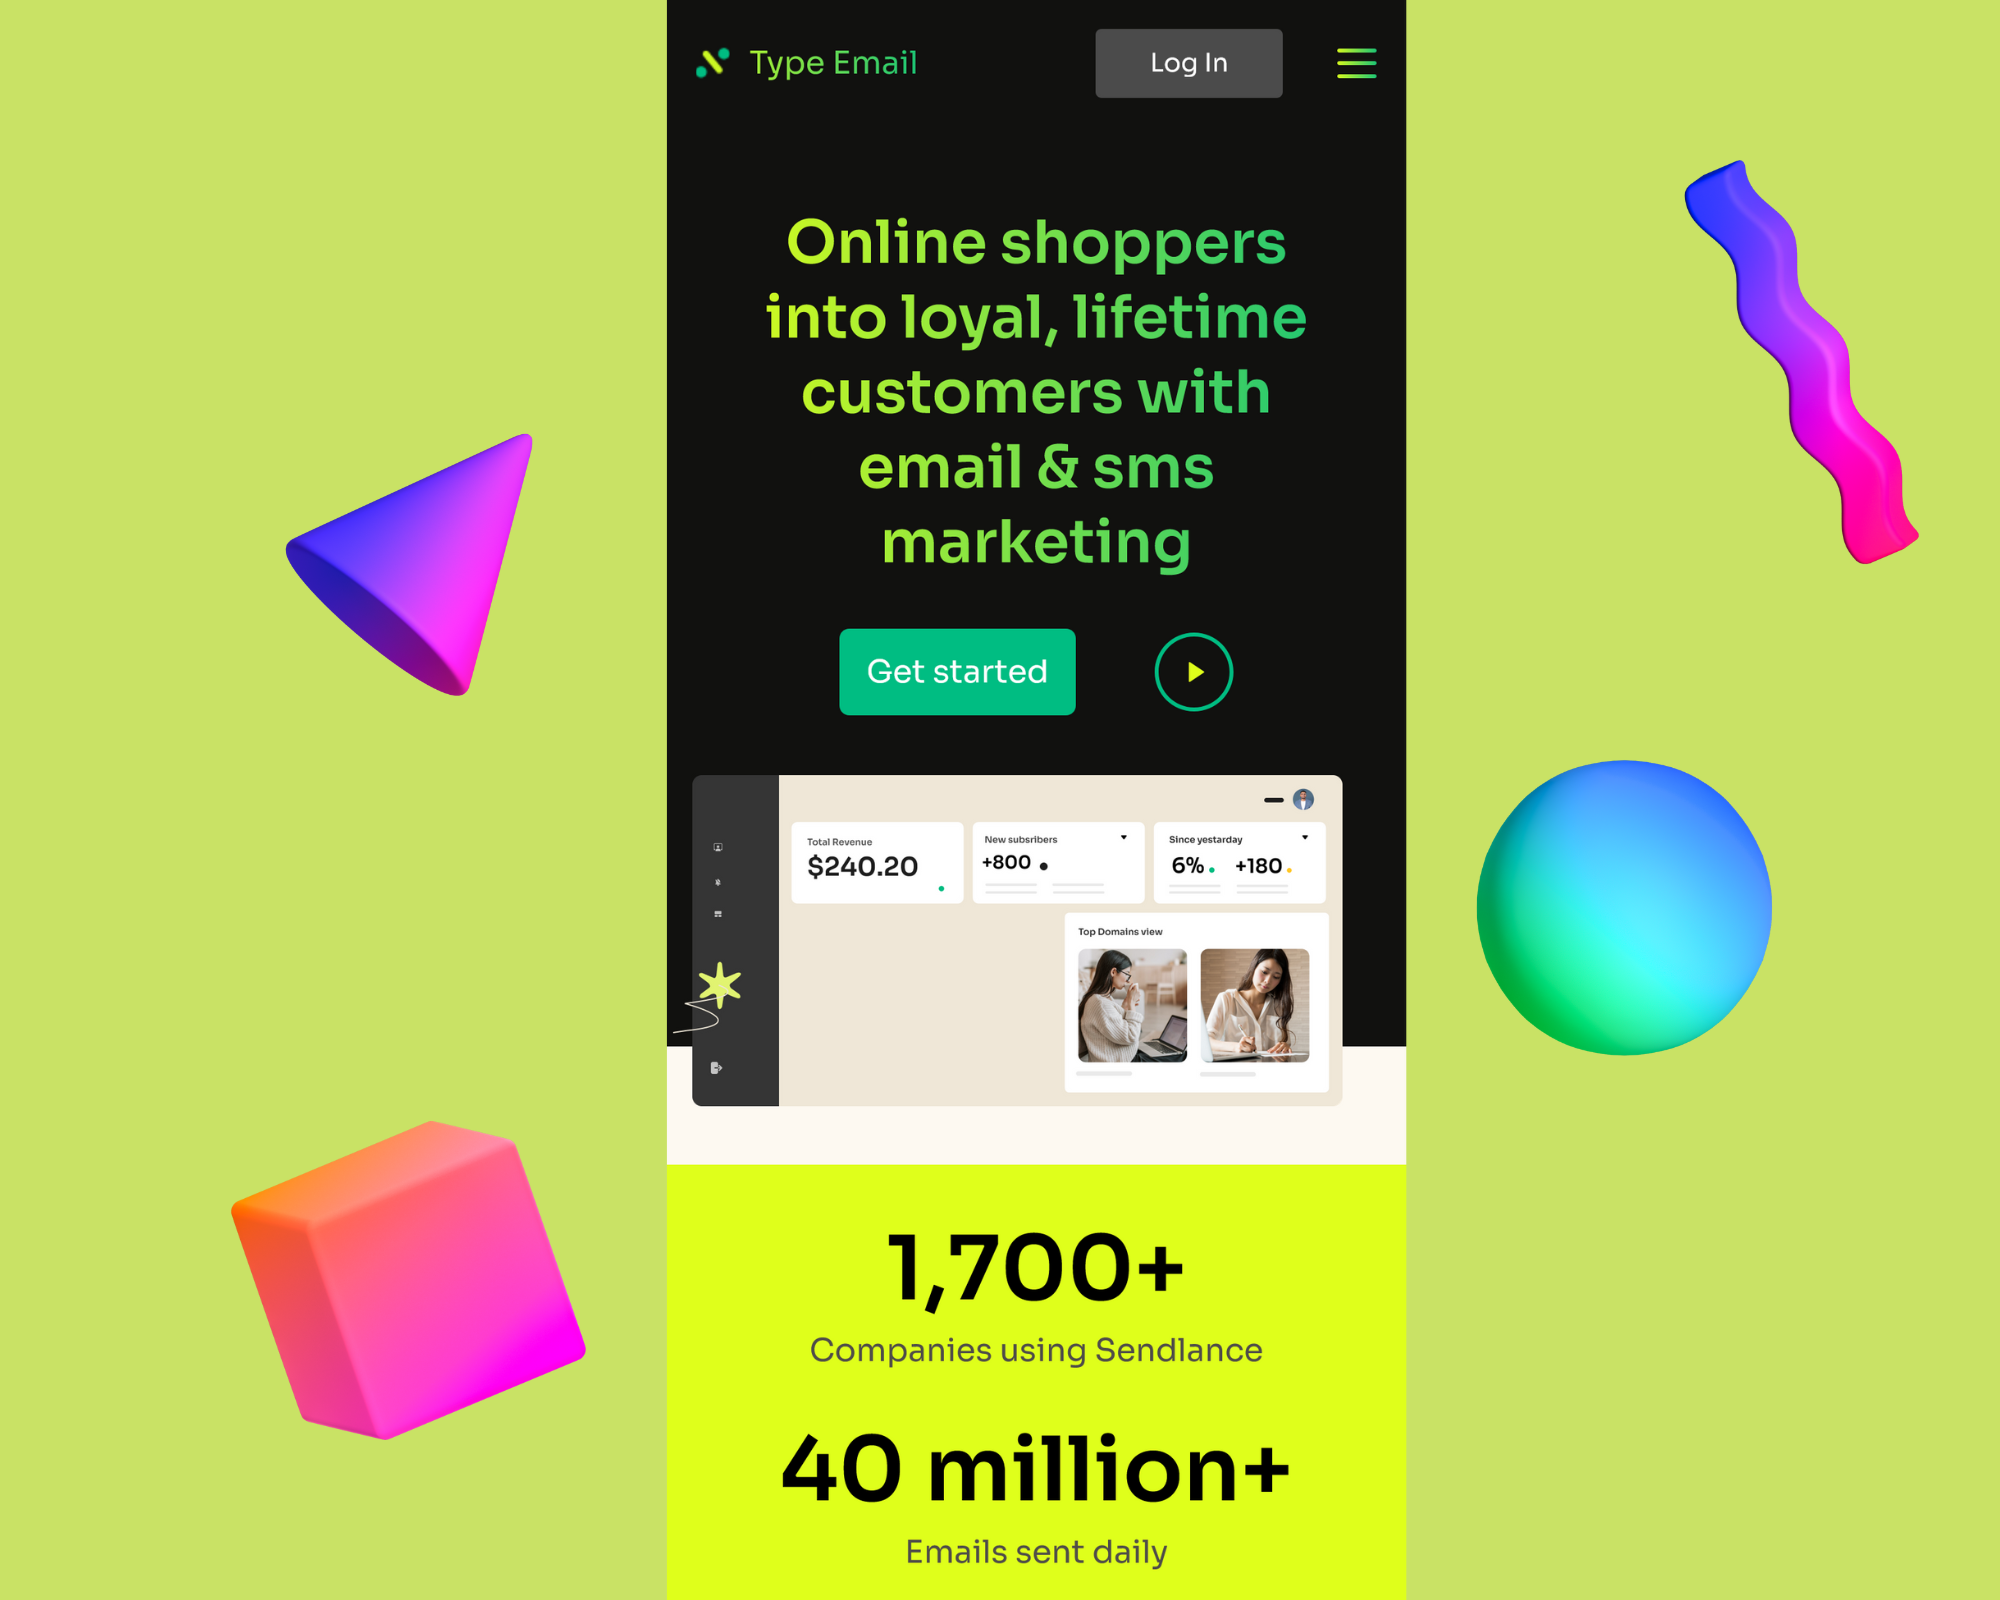 Type Email
Log In
Online shoppers
into loyal, lifetime
customers with
email & sms
marketing
Get started
Total Revenue
$240.20
New subsribers
+800
Since yestarday
6% +180
Top Domains view
1,700+
Companies using Sendlance
40 million+
Emails sent daily